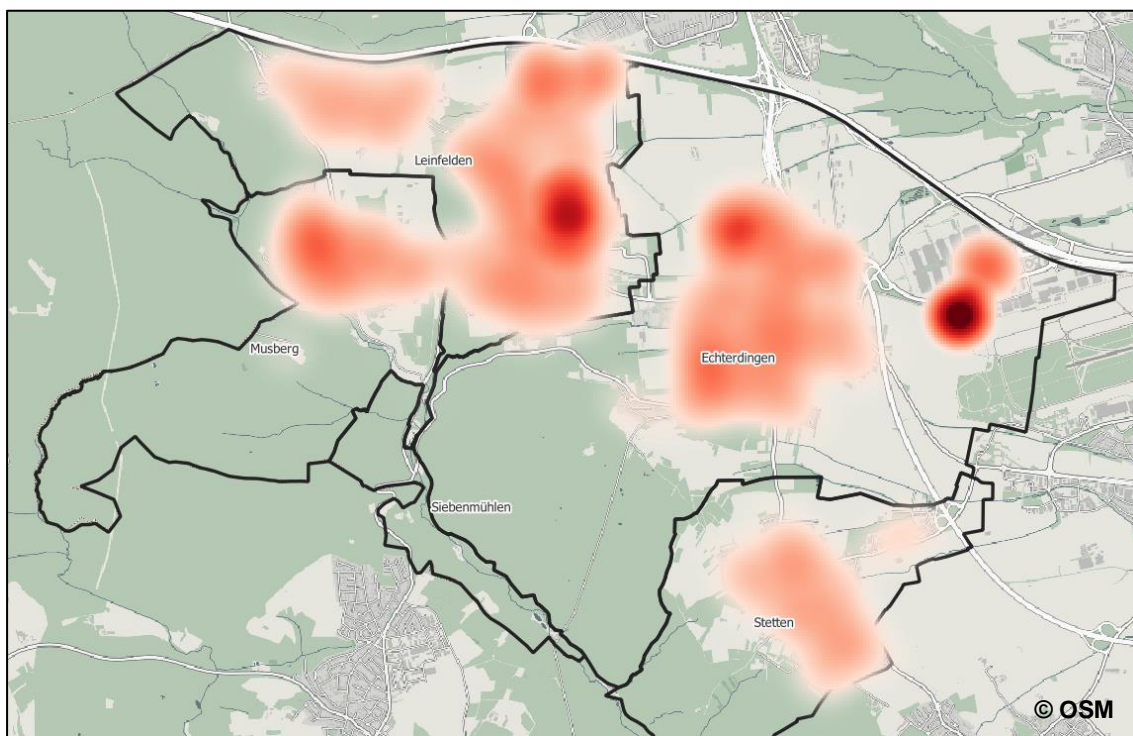 Leinfelden
Musberg
Echterdingen
Siebenmühlen
Stetten
© OSM